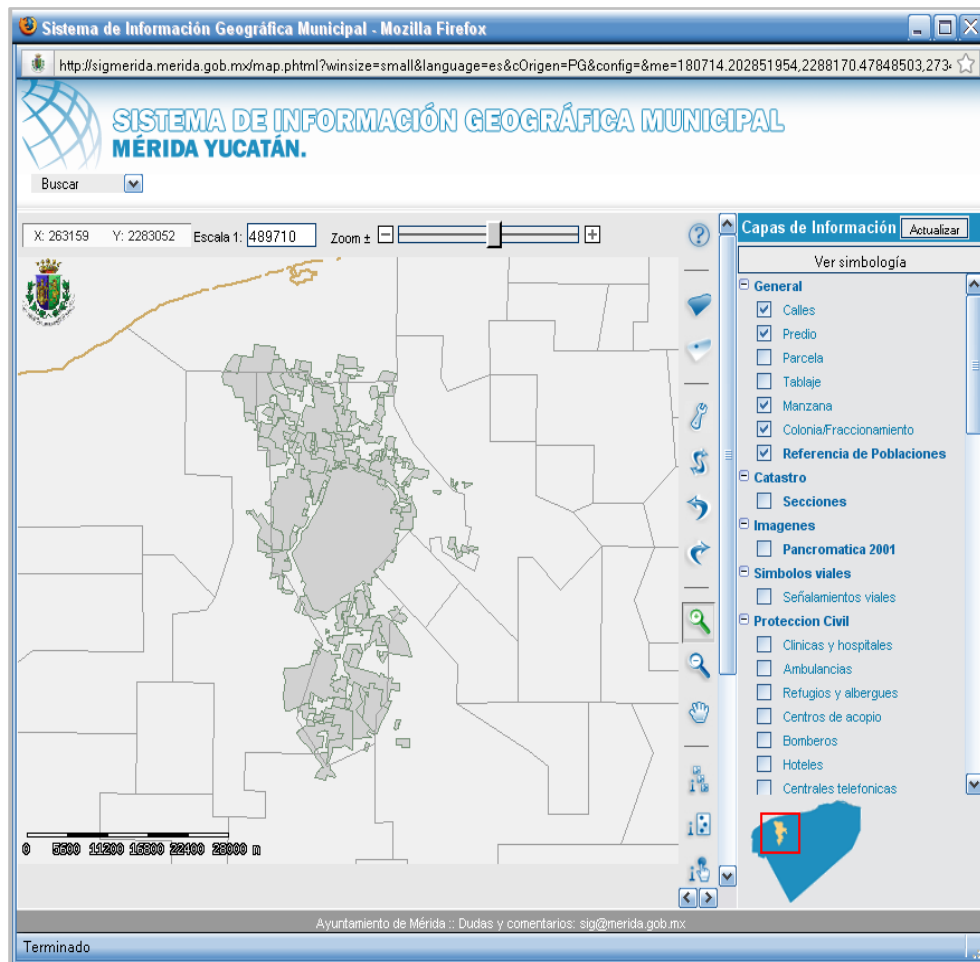 Sistema de Información Geográfica Municipal - Mozilla Firefox
http://sigmerida.merida.gob.mx/map.phtml?winsize=small&language=es&cOrigen=PG&config=&me=180714.202851954,2288170.47848503,273
SISTEMA DE INFORMACIÓN GEOGRÁFICA MUNICIPAL
MÉRIDA YUCATÁN.
Buscar
X: 263159 Y: 2283052 Escala 1: 489710 Zoom ±
Capas de Información Actualizar
Ver simbología
General
Calles
Predio
Parcela
Tablaje
Manzana
Colonia/Fraccionamiento
Referencia de Poblaciones
Catastro
Secciones
Imagenes
Pancromatica 2001
Simbolos viales
Señalamientos viales
Proteccion Civil
Clinicas y hospitales
Ambulancias
Refugios y albergues
Centros de acopio
Bomberos
Hoteles
Centrales telefonicas
0 5600 11200 16800 22400 28000 m
Ayuntamiento de Mérida :: Dudas y comentarios: sig@merida.gob.mx
Terminado